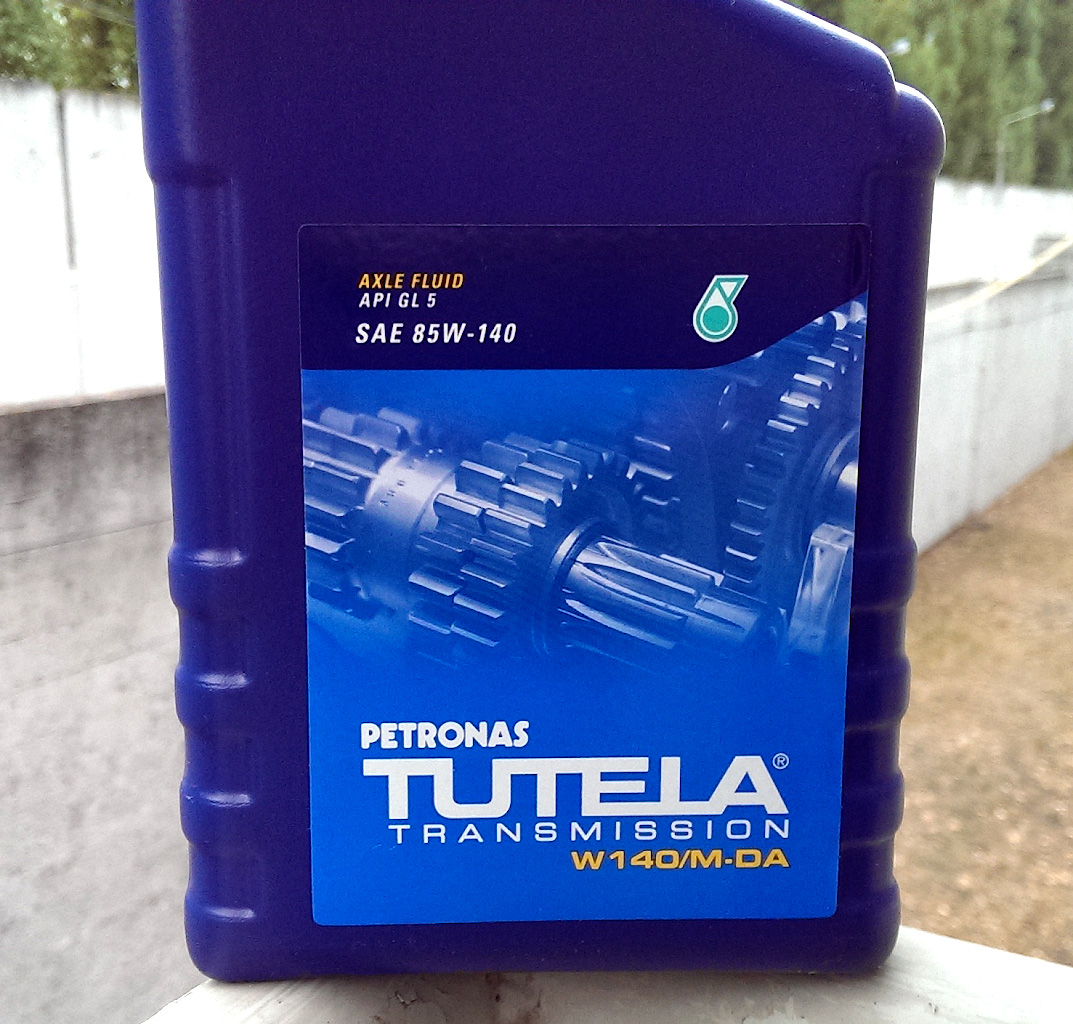 AXLE FLUID
API GL 5
SAE 85W-140
PETRONAS
TUTELA®
TRANSMISSION
W140/M-DA